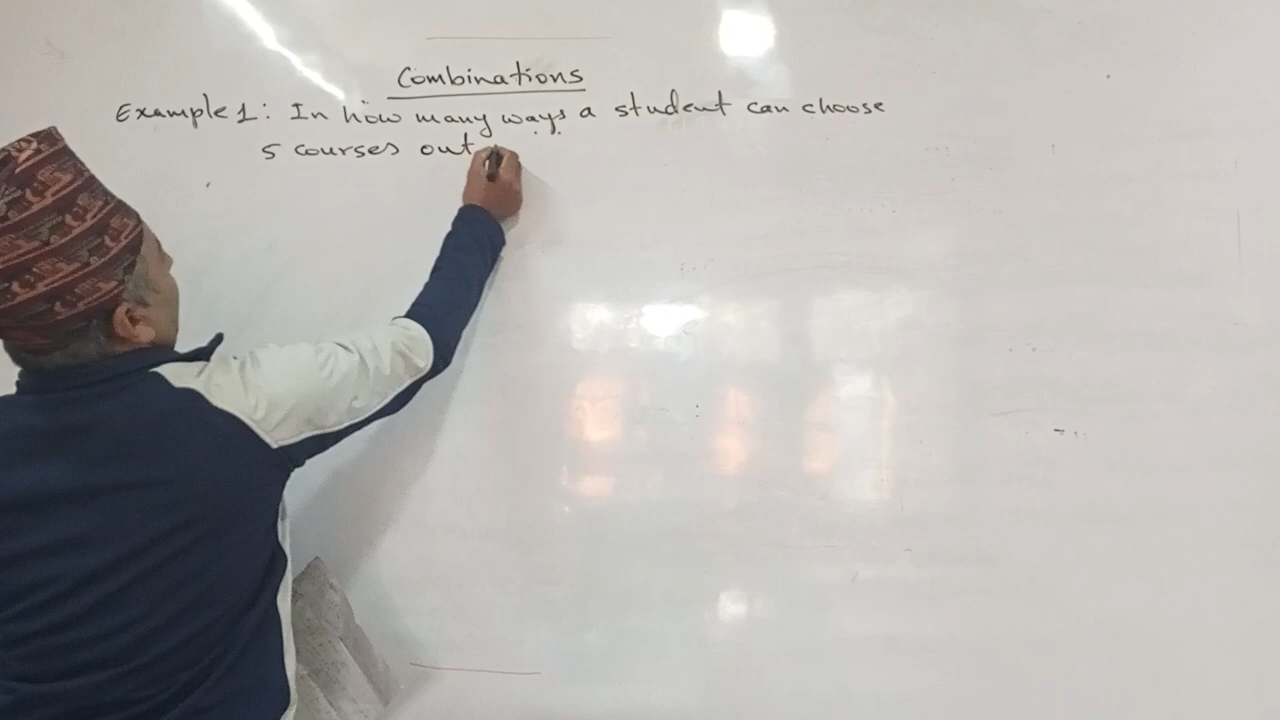 Combinations
Example 1: In how many ways a student can choose
5 courses out